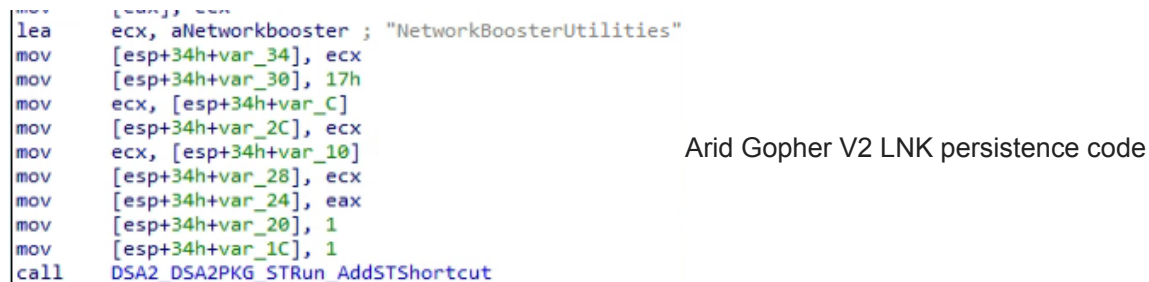 lea ecx, aNetworkbooster ; "NetworkBoosterUtilities"
mov [esp+34h+var_34], ecx
mov [esp+34h+var_30], 17h
mov ecx, [esp+34h+var_C]
mov [esp+34h+var_2C], ecx
mov ecx, [esp+34h+var_10]
mov [esp+34h+var_28], ecx
mov [esp+34h+var_24], eax
mov [esp+34h+var_20], 1
mov [esp+34h+var_1C], 1
call DSA2_DSA2PKG_STRun_AddSTShortcut
Arid Gopher V2 LNK persistence code